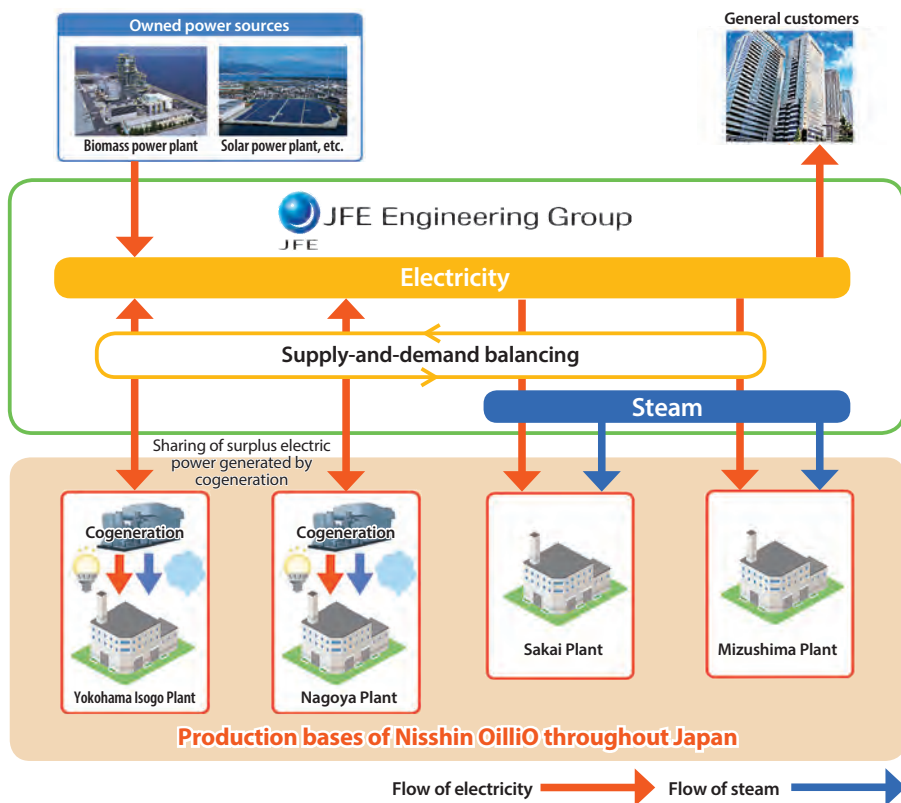 Owned power sources
Biomass power plant
Solar power plant, etc.
General customers
JFE Engineering Group
JFE
Electricity
Supply-and-demand balancing
Steam
Sharing of surplus electric
power generated by
cogeneration
Cogeneration
Cogeneration
Yokohama Isogo Plant
Nagoya Plant
Sakai Plant
Mizushima Plant
Production bases of Nisshin OilliO throughout Japan
Flow of electricity
Flow of steam